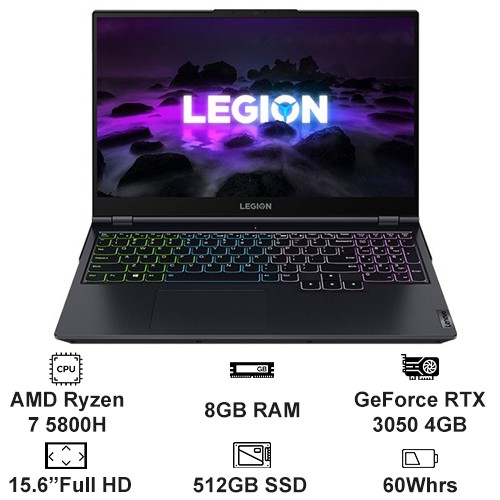 LEGION
LEGION
Lenovo
CPU
GB
AMD Ryzen
7 5800H
8GB RAM
GeForce RTX
3050 4GB
15.6”Full HD
512GB SSD
60Whrs